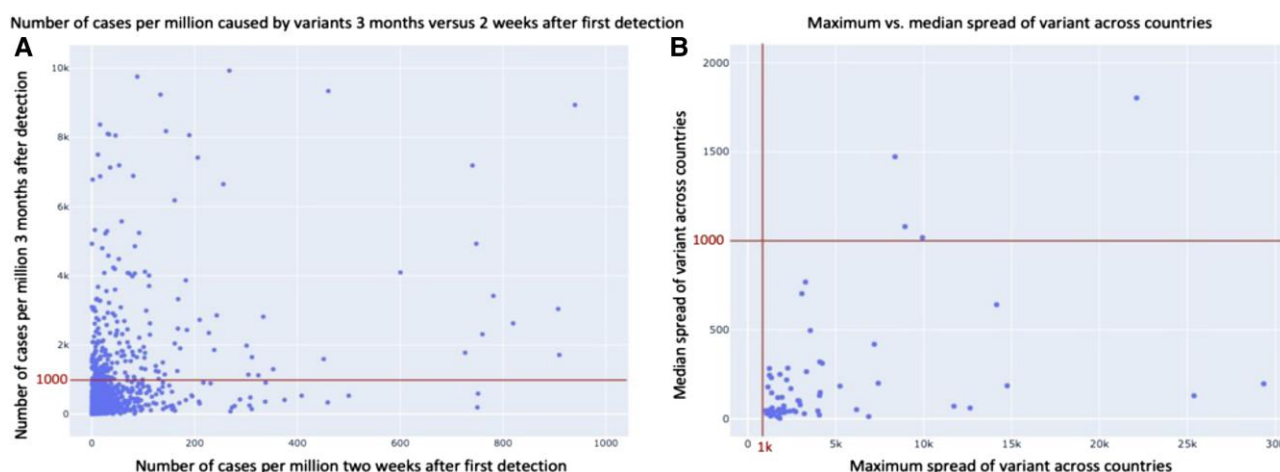 Number of cases per million caused by variants 3 months versus 2 weeks after first detection
A
Number of cases per million 3 months after detection
10k
8k
6k
4k
2k
1000
0
0 200 400 600 800 1000
Number of cases per million two weeks after first detection
Maximum vs. median spread of variant across countries
B
Median spread of variant across countries
2000
1500
1000
500
0
0 1k 5k 10k 15k 20k 25k 30k
Maximum spread of variant across countries